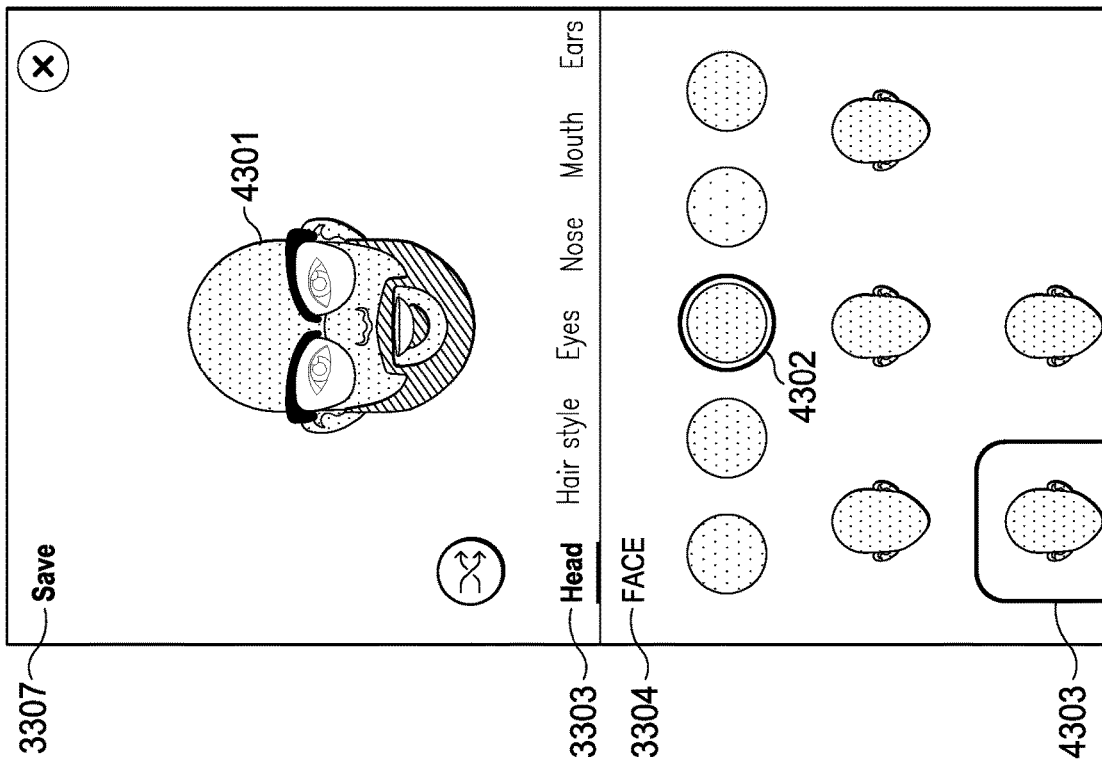 3307 Save
4301
3303 Head Hair style Eyes Nose Mouth Ears
3304 FACE
4302
4303